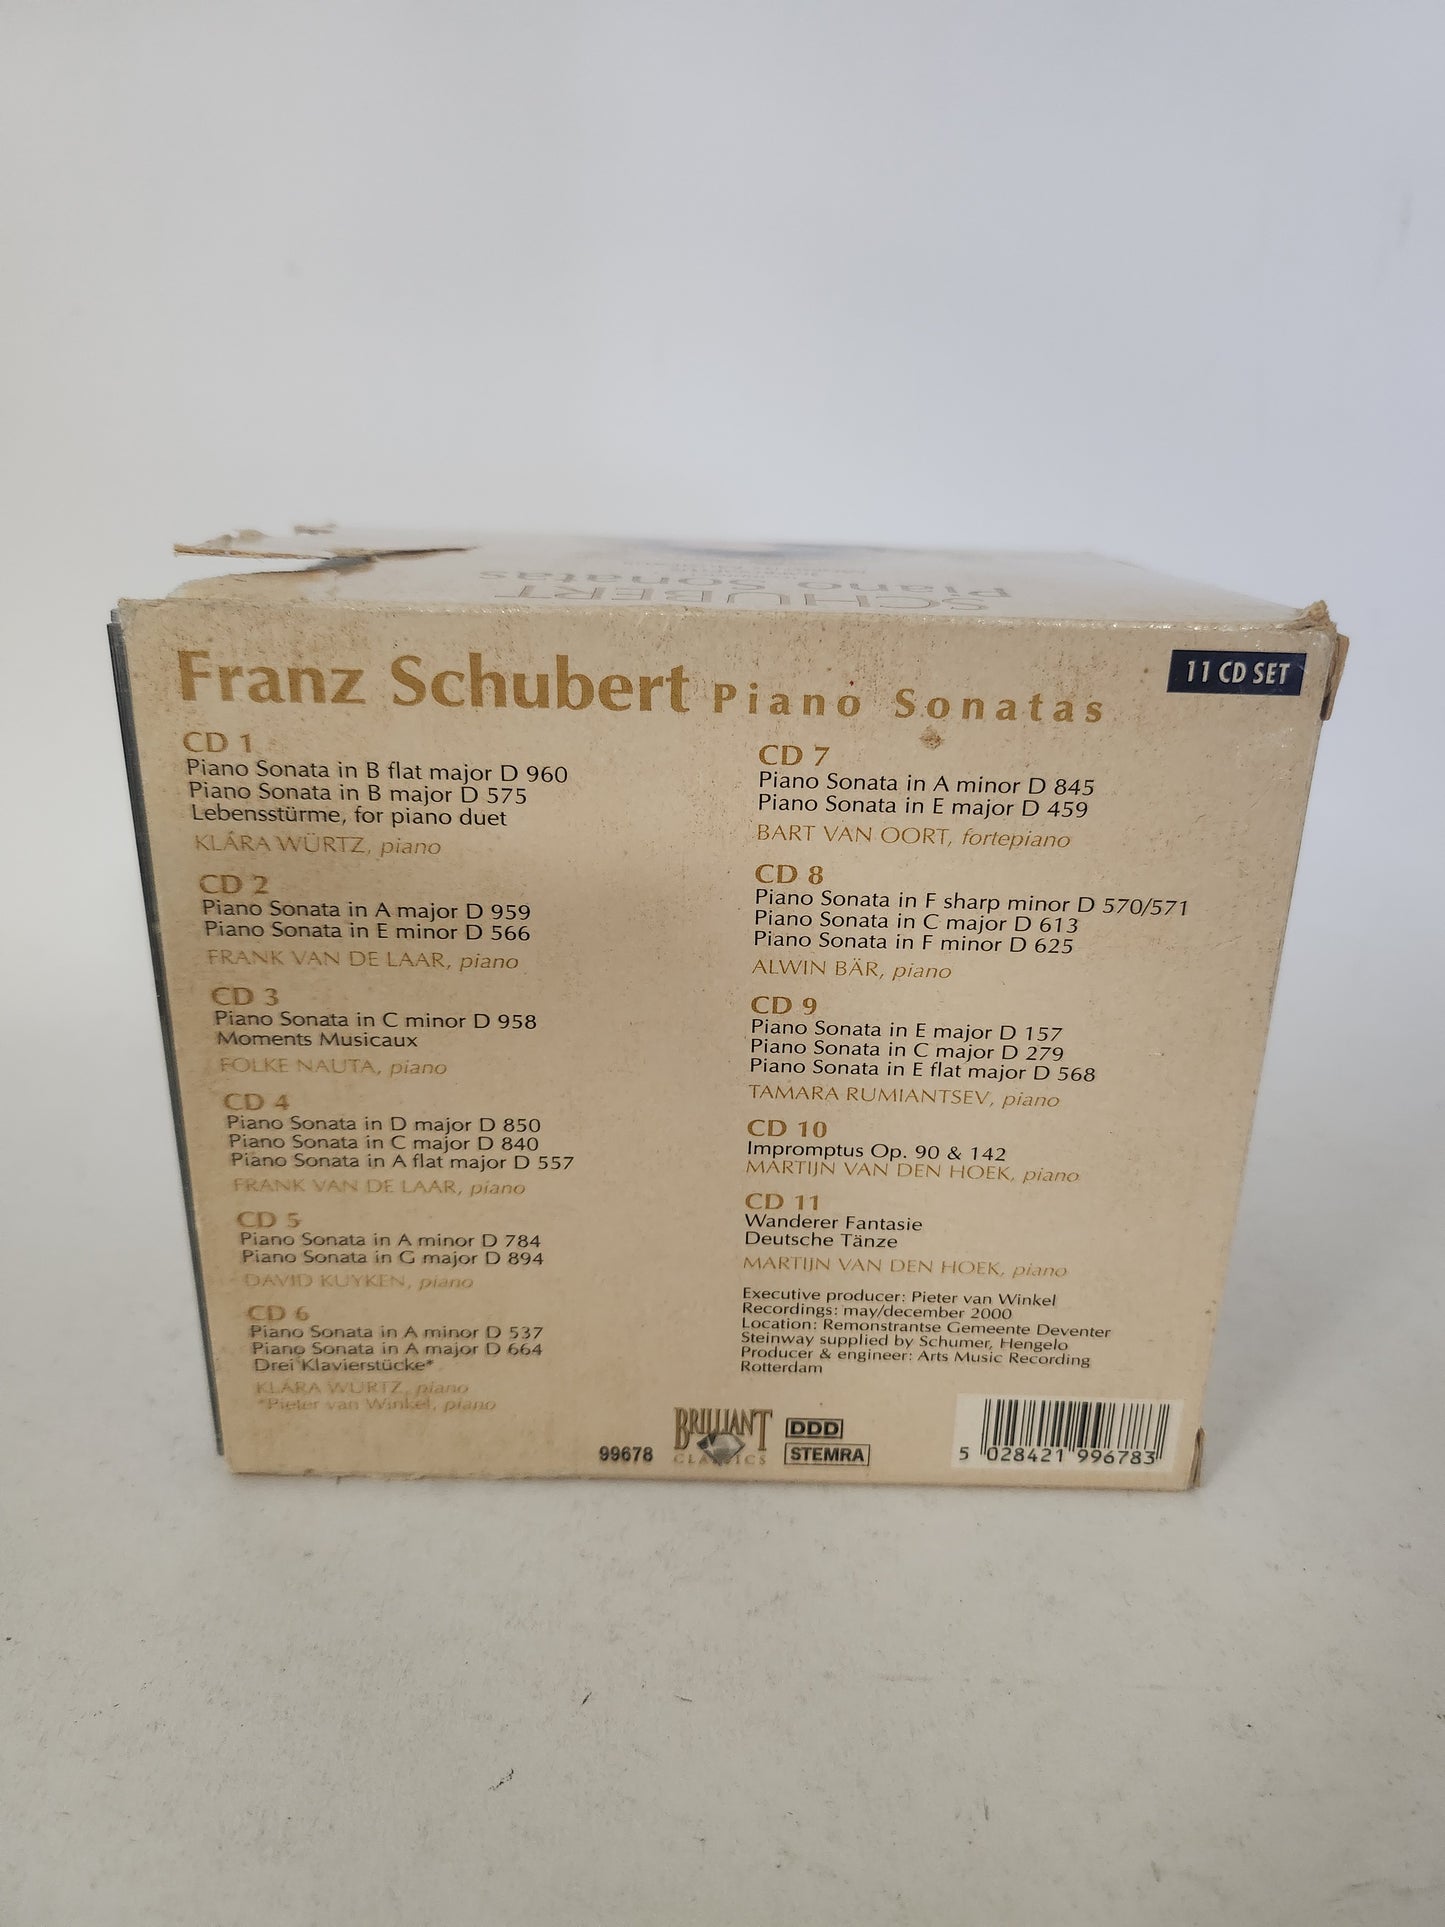 SCHUBERT
Piano Sonatas
Franz Schubert Piano Sonatas
11 CD SET
CD 1
Piano Sonata in B flat major D 960
Piano Sonata in B major D 575
Lebensstürme, for piano duet
KLÁRA WÜRTZ, piano
CD 2
Piano Sonata in A major D 959
Piano Sonata in E minor D 566
FRANK VAN DE LAAR, piano
CD 3
Piano Sonata in C minor D 958
Moments Musicaux
FOLKE NAUTA, piano
CD 4
Piano Sonata in D major D 850
Piano Sonata in C major D 840
Piano Sonata in A flat major D 557
FRANK VAN DE LAAR, piano
CD 5
Piano Sonata in A minor D 784
Piano Sonata in G major D 894
DAVID KUYKEN, piano
CD 6
Piano Sonata in A minor D 537
Piano Sonata in A major D 664
Drei Klavierstücke*
KLÁRA WÜRTZ, piano
*Pieter van Winkel, piano
CD 7
Piano Sonata in A minor D 845
Piano Sonata in E major D 459
BART VAN OORT, fortepiano
CD 8
Piano Sonata in F sharp minor D 570/571
Piano Sonata in C major D 613
Piano Sonata in F minor D 625
ALWIN BÄR, piano
CD 9
Piano Sonata in E major D 157
Piano Sonata in C major D 279
Piano Sonata in E flat major D 568
TAMARA RUMIANTSEV, piano
CD 10
Impromptus Op. 90 & 142
MARTIJN VAN DEN HOEK, piano
CD 11
Wanderer Fantasie
Deutsche Tänze
MARTIJN VAN DEN HOEK, piano
Executive producer: Pieter van Winkel
Recordings: may/december 2000
Location: Remonstrantse Gemeente Deventer
Steinway supplied by Schumer, Hengelo
Producer & engineer: Arts Music Recording
Rotterdam
99678
BRILLIANT
CLASSICS
DDD
STEMRA
5 028421 996783